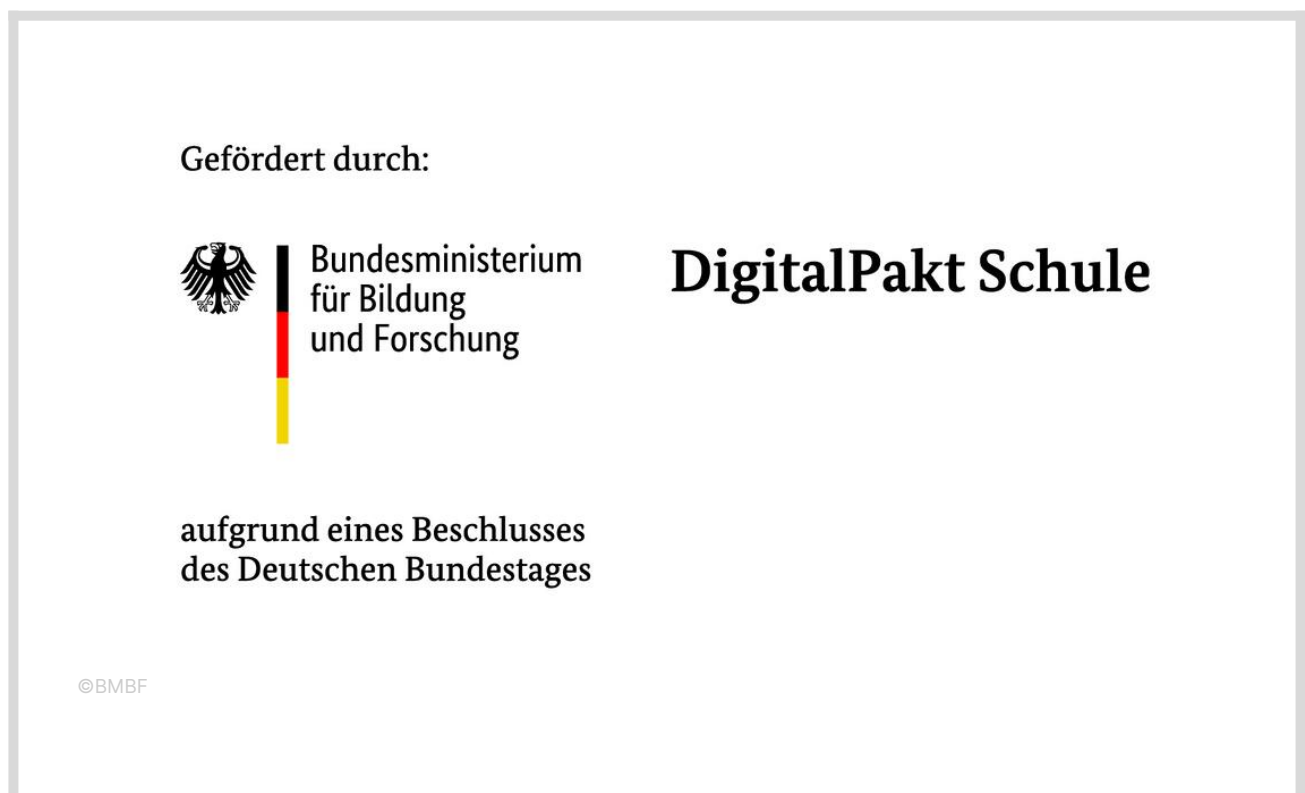 Gefördert durch:
Bundesministerium
für Bildung
und Forschung
DigitalPakt Schule
aufgrund eines Beschlusses
des Deutschen Bundestages
©BMBF